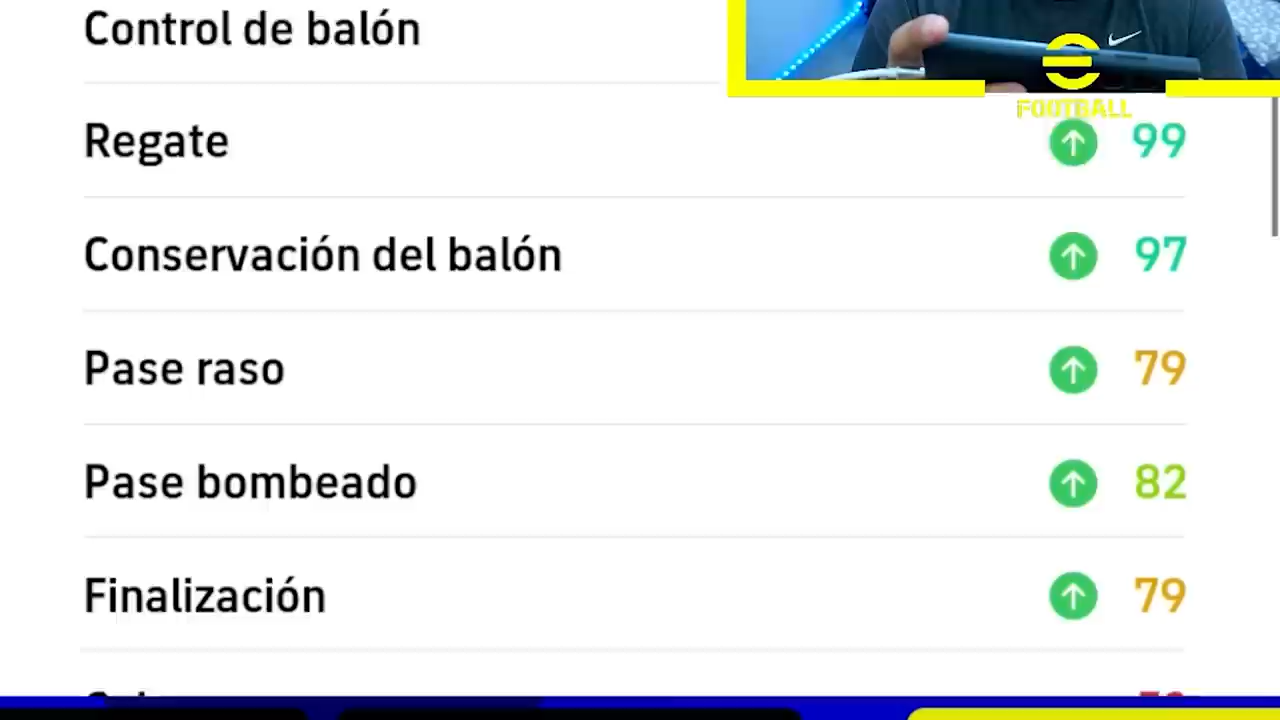 Control de balón
FOOTBALL
Regate 99
Conservación del balón 97
Pase raso 79
Pase bombeado 82
Finalización 79